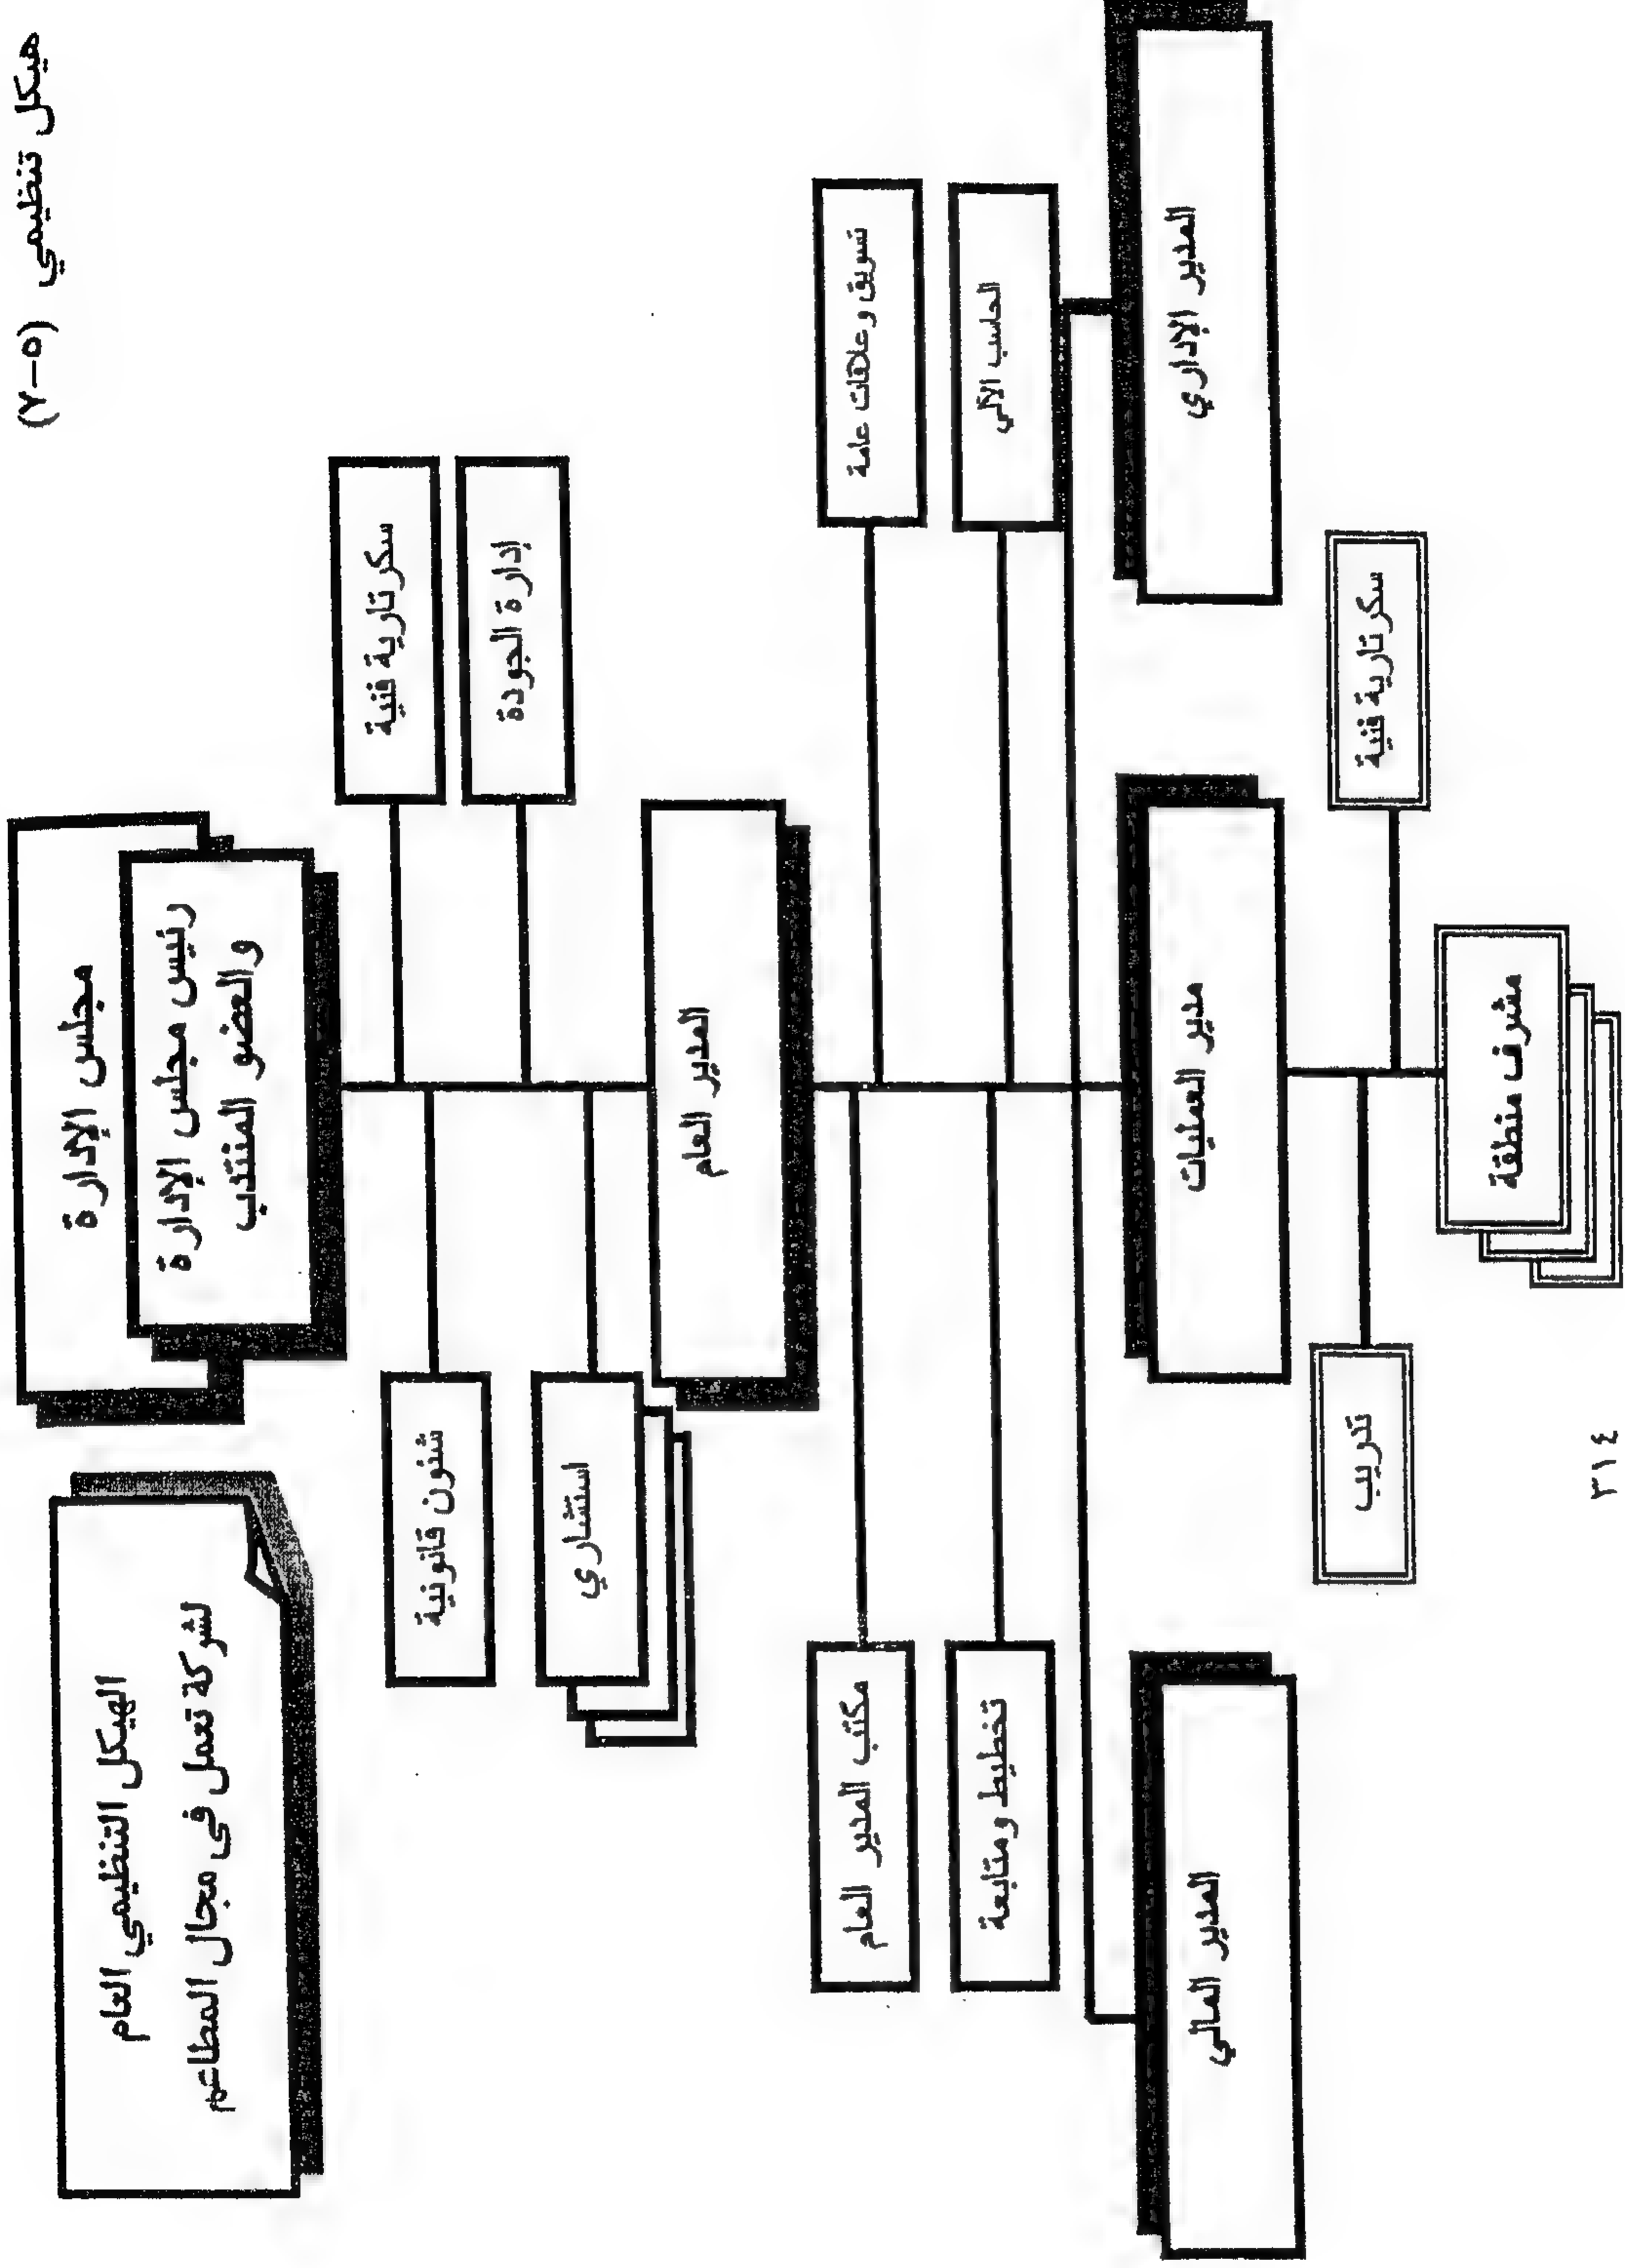 هيكل تنظيمي (٥-٧)
الهيكل التنظيمي العام
لشركة تعمل فى مجال المطاعم
مجلس الإدارة
رئيس مجلس الإدارة
والعضو المنتدب
سكرتارية فنية
شئون قانونية
إدارة الجودة
استشاري
المدير العام
تسويق وعلاقات عامة
مكتب المدير العام
الحاسب الآلي
تخطيط ومتابعة
المدير الإداري
مدير العمليات
المدير المالي
سكرتارية فنية
تدريب
مشرف منطقة
٣١٤